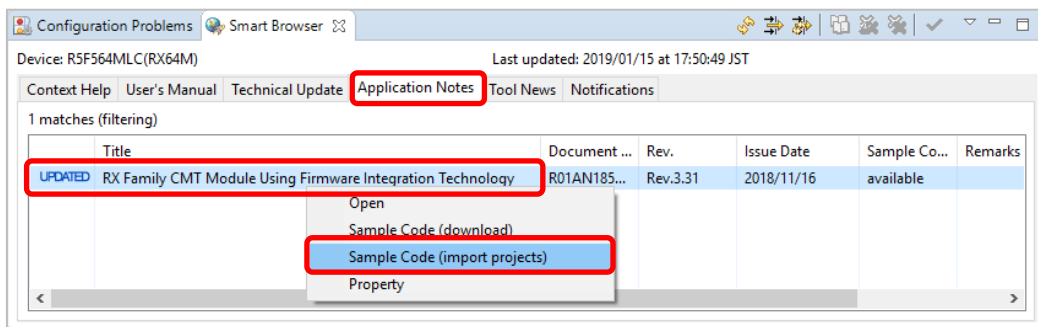 Configuration Problems Smart Browser
Device: R5F564MLC(RX64M) Last updated: 2019/01/15 at 17:50:49 JST
Context Help User's Manual Technical Update Application Notes Tool News Notifications
1 matches (filtering)
Title Document ... Rev. Issue Date Sample Co... Remarks
UPDATED RX Family CMT Module Using Firmware Integration Technology R01AN185... Rev.3.31 2018/11/16 available
Open
Sample Code (download)
Sample Code (import projects)
Property